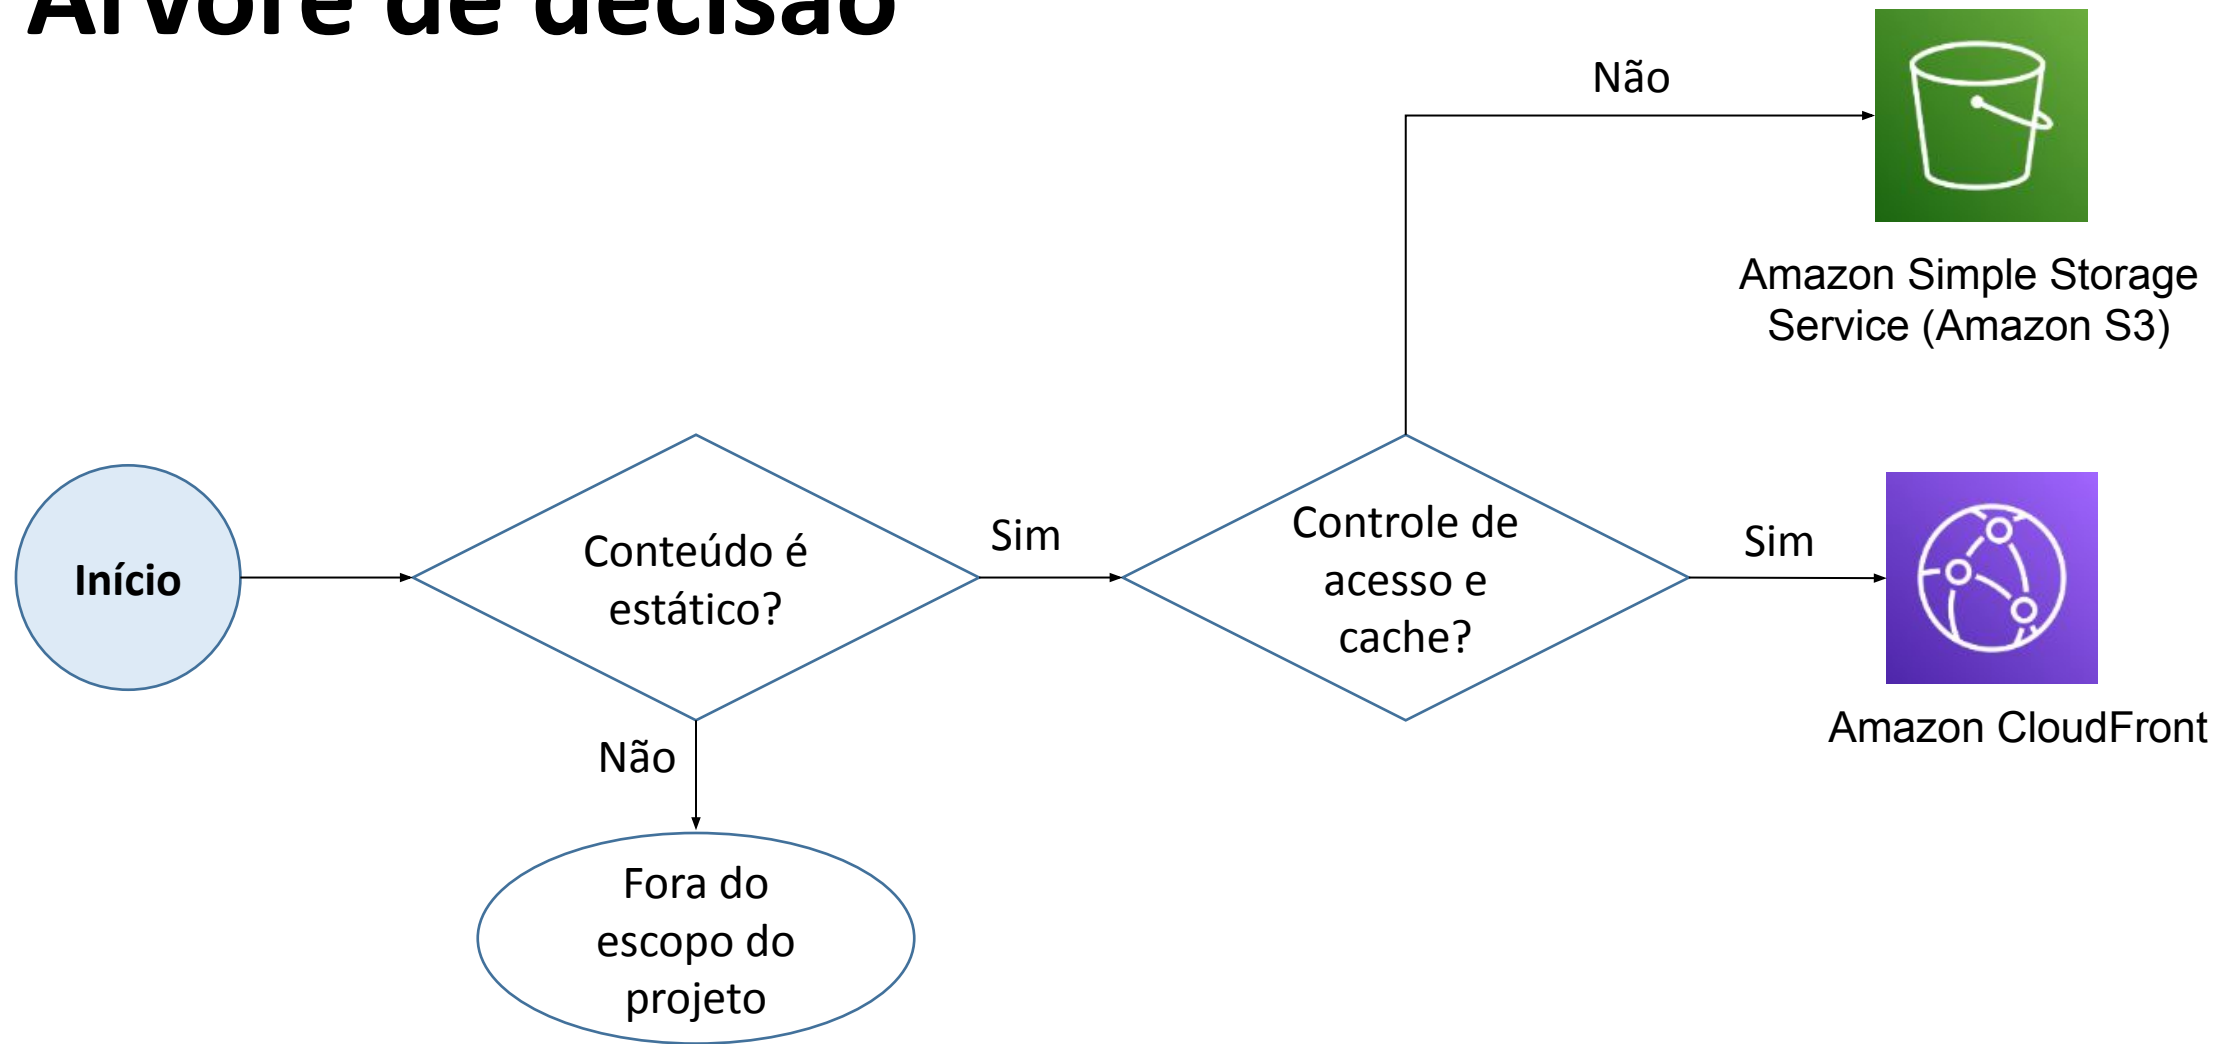 Árvore de decisão
Não
Amazon Simple Storage
Service (Amazon S3)
Início
Conteúdo é
estático?
Sim
Controle de
acesso e
cache?
Sim
Amazon CloudFront
Não
Fora do
escopo do
projeto